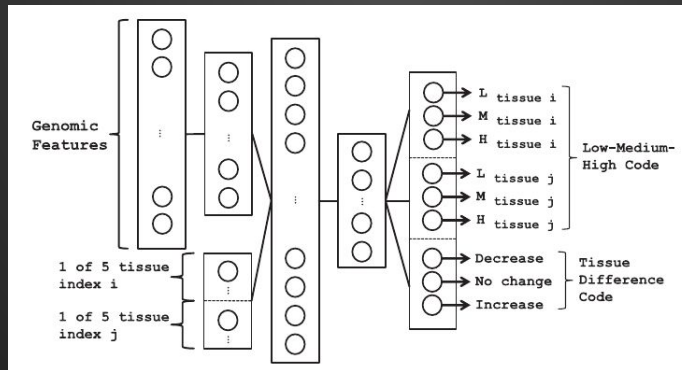 Genomic
Features
1 of 5 tissue
index i
1 of 5 tissue
index j
...
...
...
...
...
...
L tissue i
M tissue i
H tissue i
L tissue j
M tissue j
H tissue j
Decrease
No change
Increase
Low-Medium-
High Code
Tissue
Difference
Code